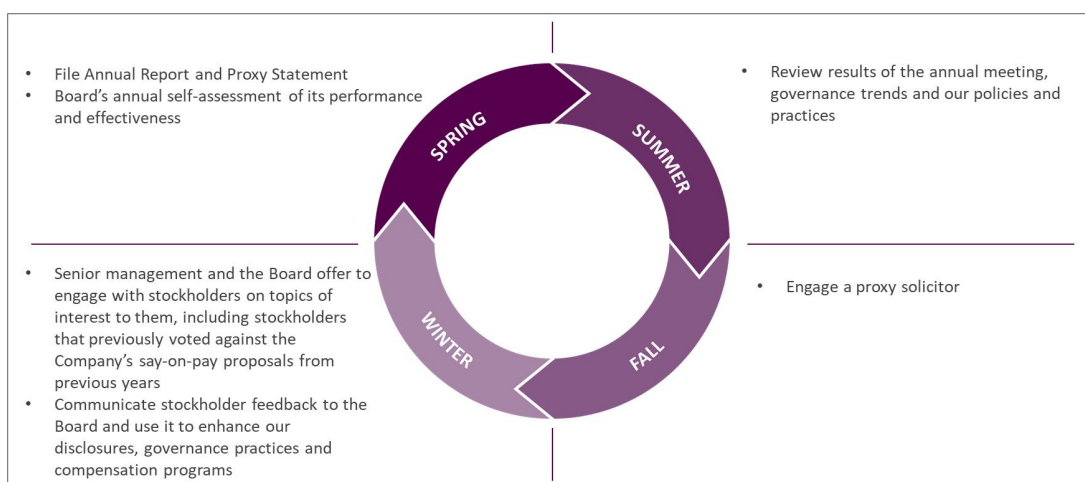 • File Annual Report and Proxy Statement
• Board’s annual self-assessment of its performance
and effectiveness
SPRING
SUMMER
• Review results of the annual meeting,
governance trends and our policies and
practices
• Senior management and the Board offer to
engage with stockholders on topics of
interest to them, including stockholders
that previously voted against the
Company’s say-on-pay proposals from
previous years
• Communicate stockholder feedback to the
Board and use it to enhance our
disclosures, governance practices and
compensation programs
WINTER
FALL
• Engage a proxy solicitor